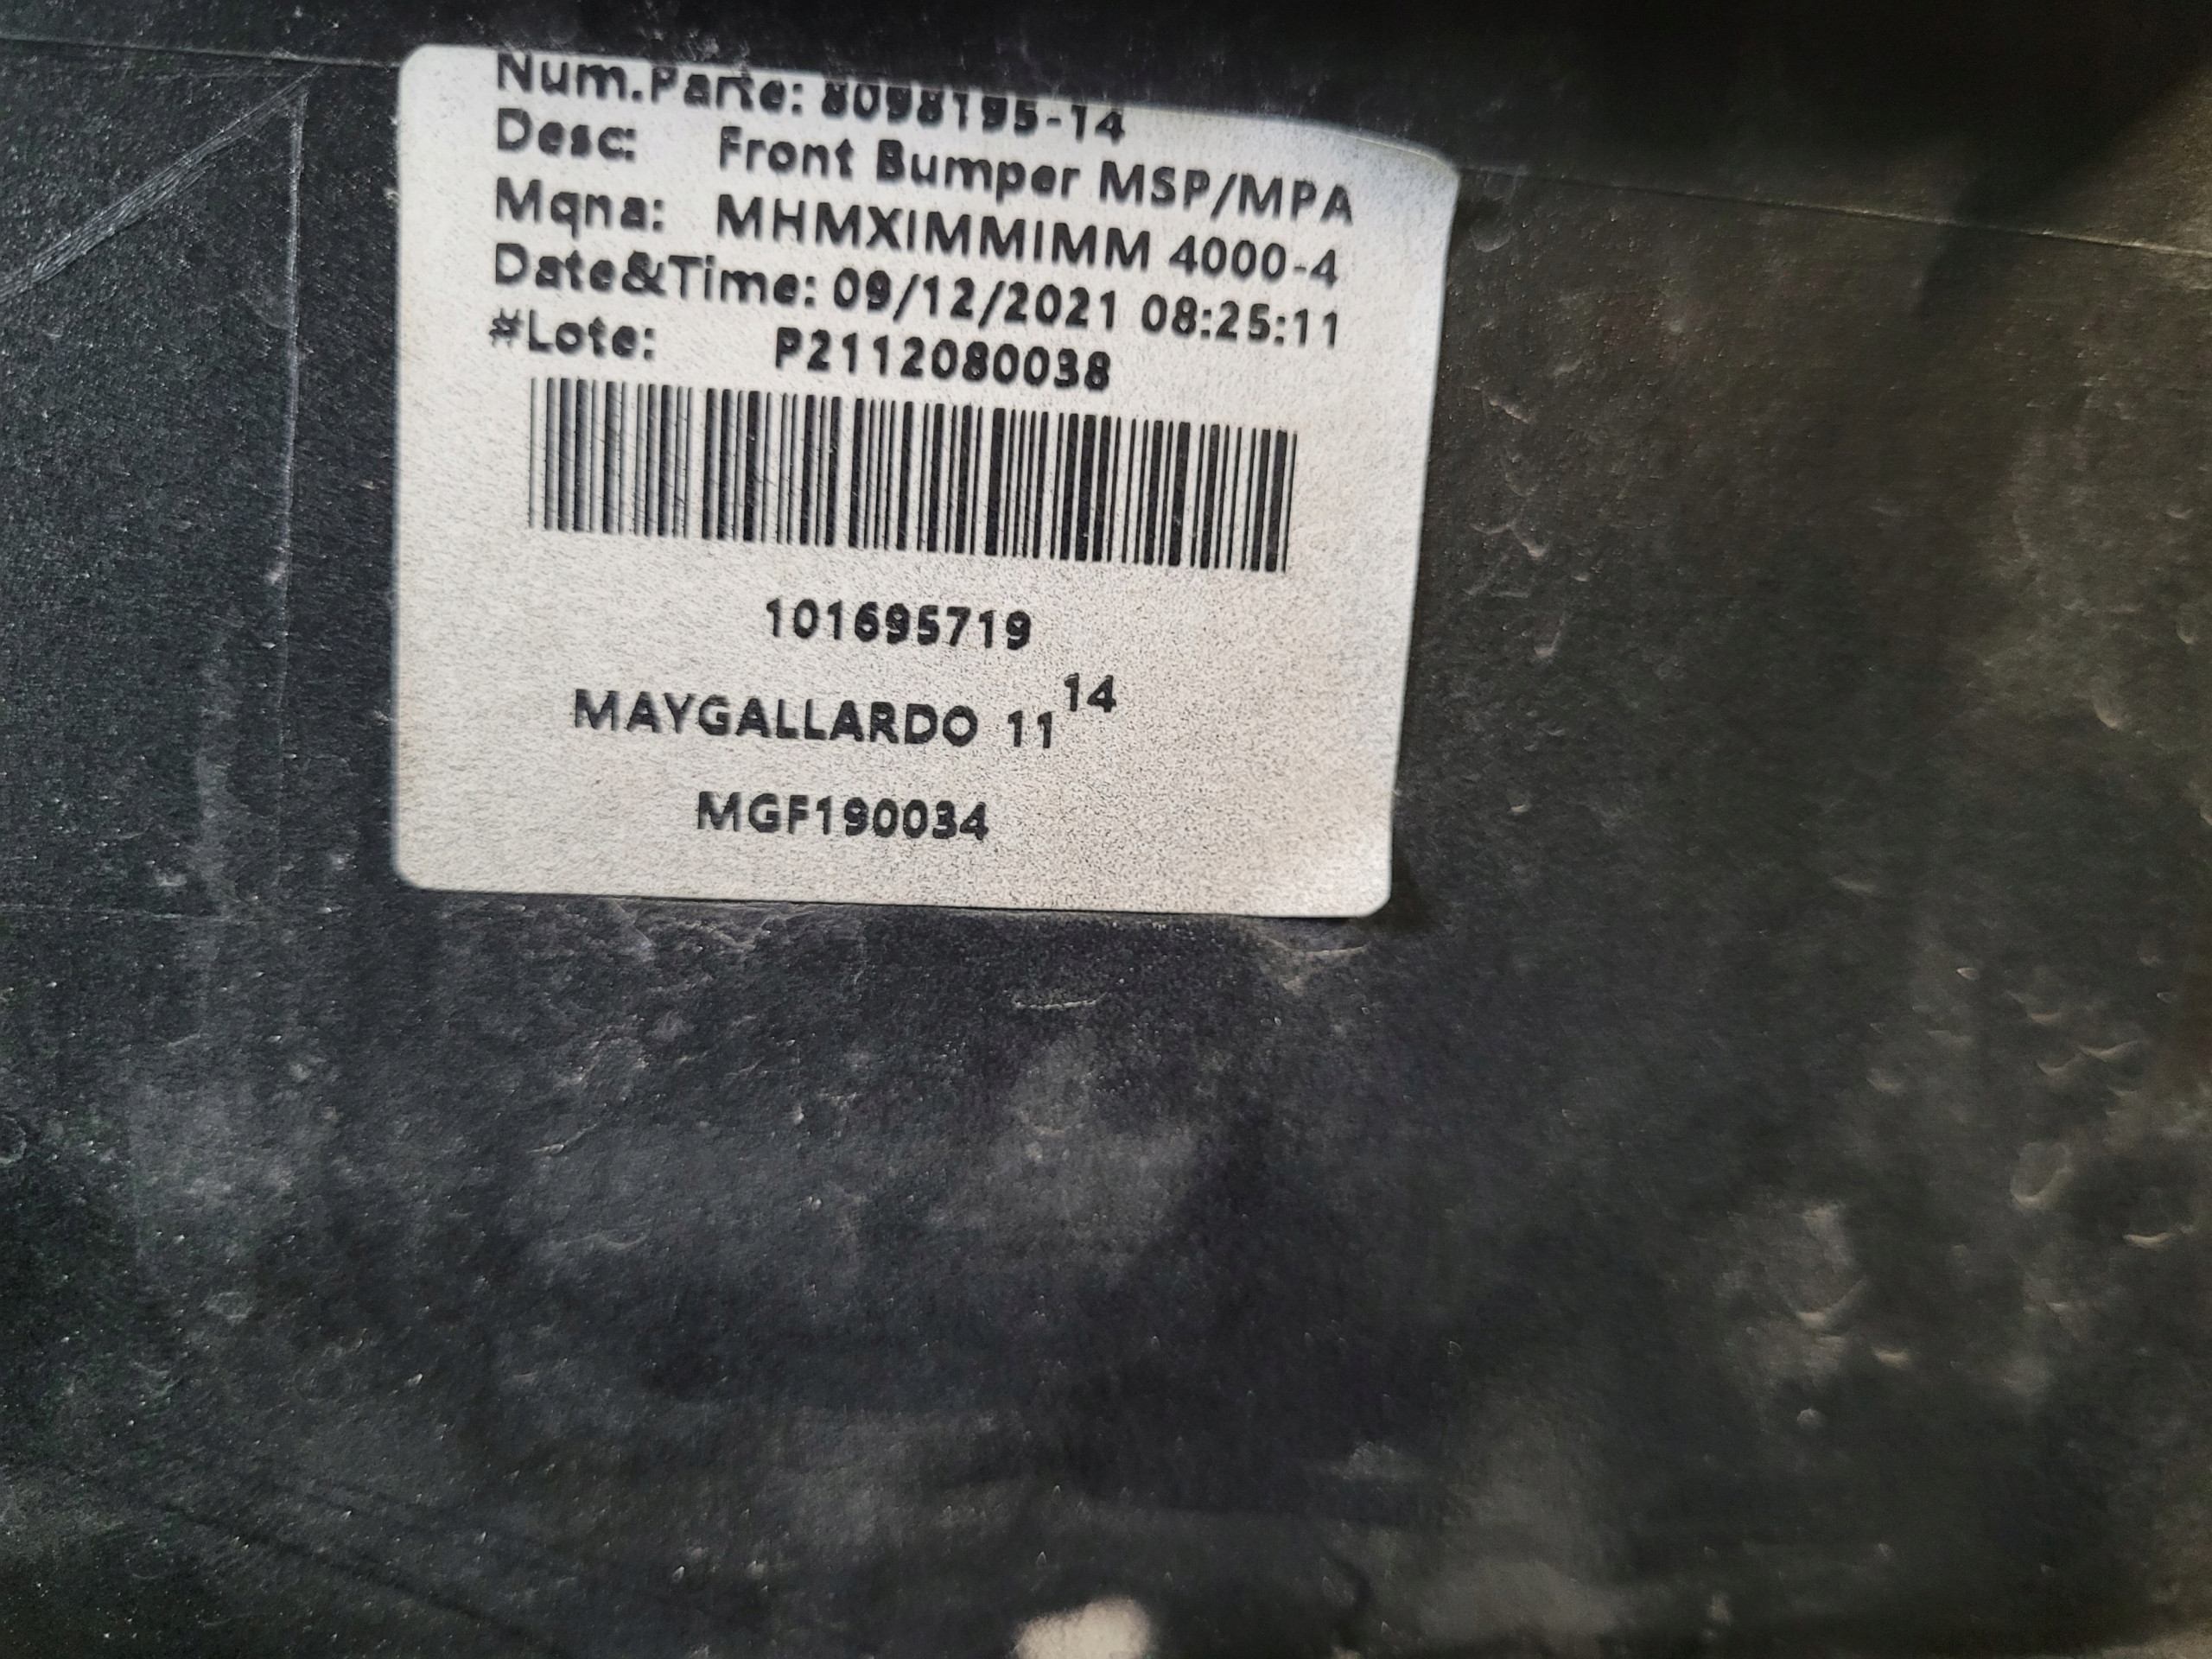 Num.Parte: 8098195-14
Desc: Front Bumper MSP/MPA
Mqna: MHMXIMMIMM 4000-4
Date&Time: 09/12/2021 08:25:11
#Lote: P2112080038
101695719
MAYGALLARDO 11 14
MGF190034